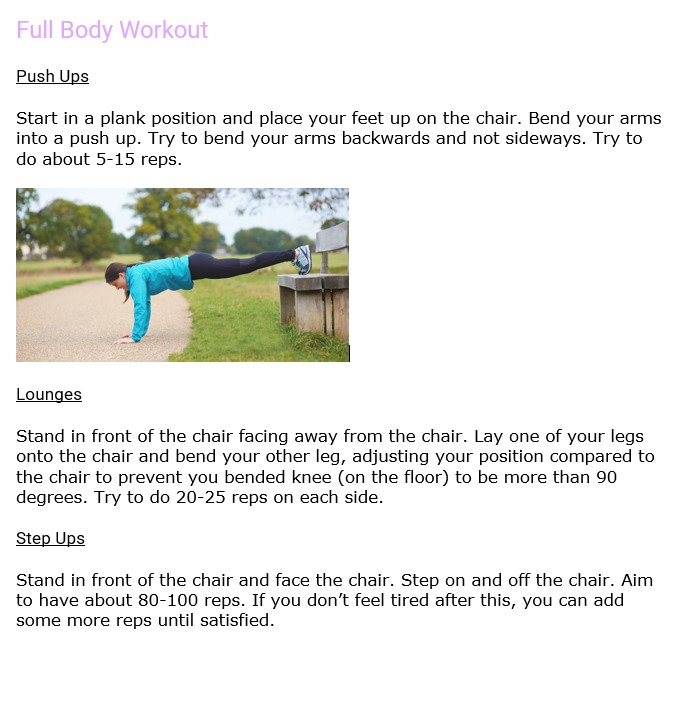 Full Body Workout
Push Ups
Start in a plank position and place your feet up on the chair. Bend your arms
into a push up. Try to bend your arms backwards and not sideways. Try to
do about 5-15 reps.
Lounges
Stand in front of the chair facing away from the chair. Lay one of your legs
onto the chair and bend your other leg, adjusting your position compared to
the chair to prevent you bended knee (on the floor) to be more than 90
degrees. Try to do 20-25 reps on each side.
Step Ups
Stand in front of the chair and face the chair. Step on and off the chair. Aim
to have about 80-100 reps. If you don’t feel tired after this, you can add
some more reps until satisfied.